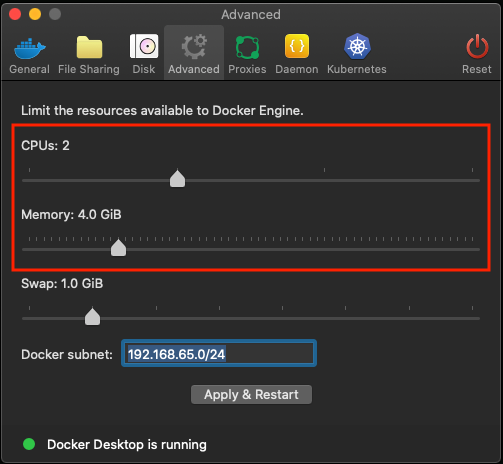 Advanced
General File Sharing Disk Advanced Proxies Daemon Kubernetes Reset
Limit the resources available to Docker Engine.
CPUs: 2
Memory: 4.0 GiB
Swap: 1.0 GiB
Docker subnet: 192.168.65.0/24
Apply & Restart
Docker Desktop is running